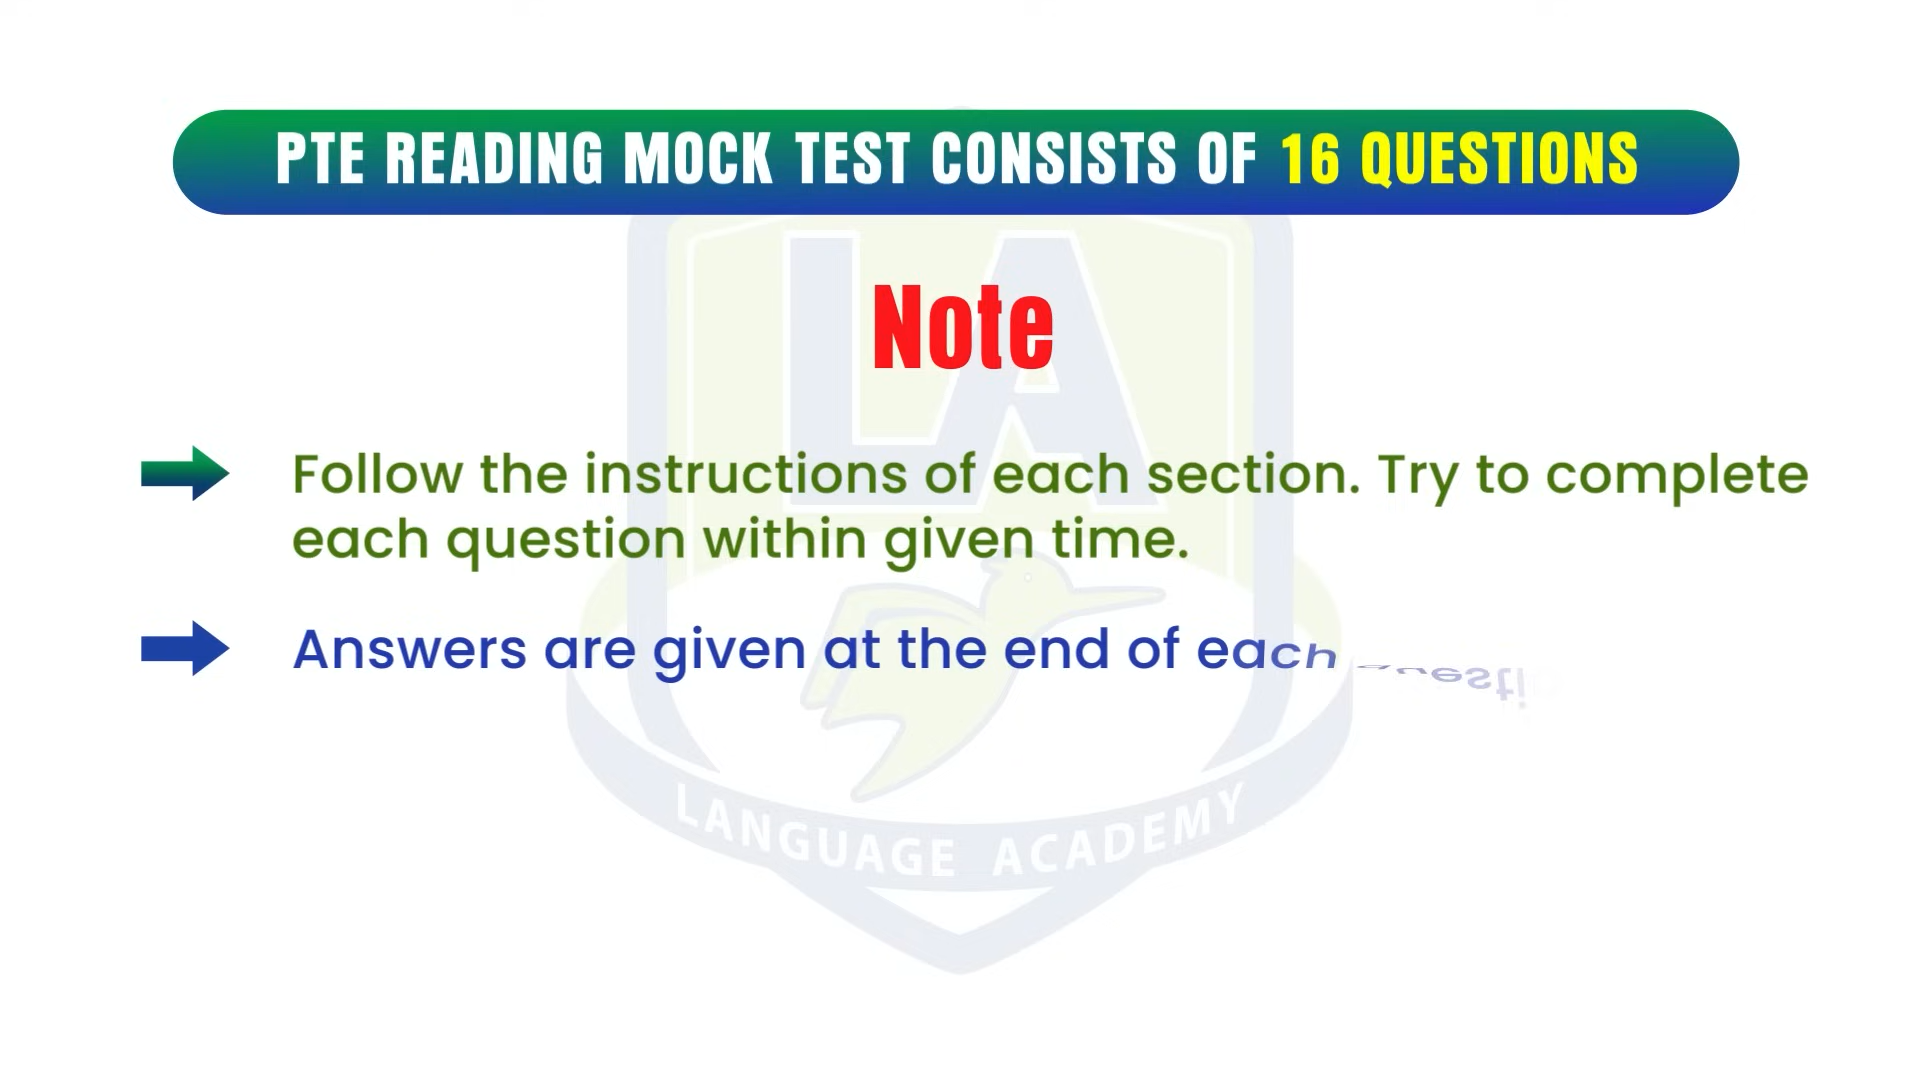 PTE READING MOCK TEST CONSISTS OF 16 QUESTIONS
Note
Follow the instructions of each section. Try to complete
each question within given time.
Answers are given at the end of each
LA
LANGUAGE ACADEMY